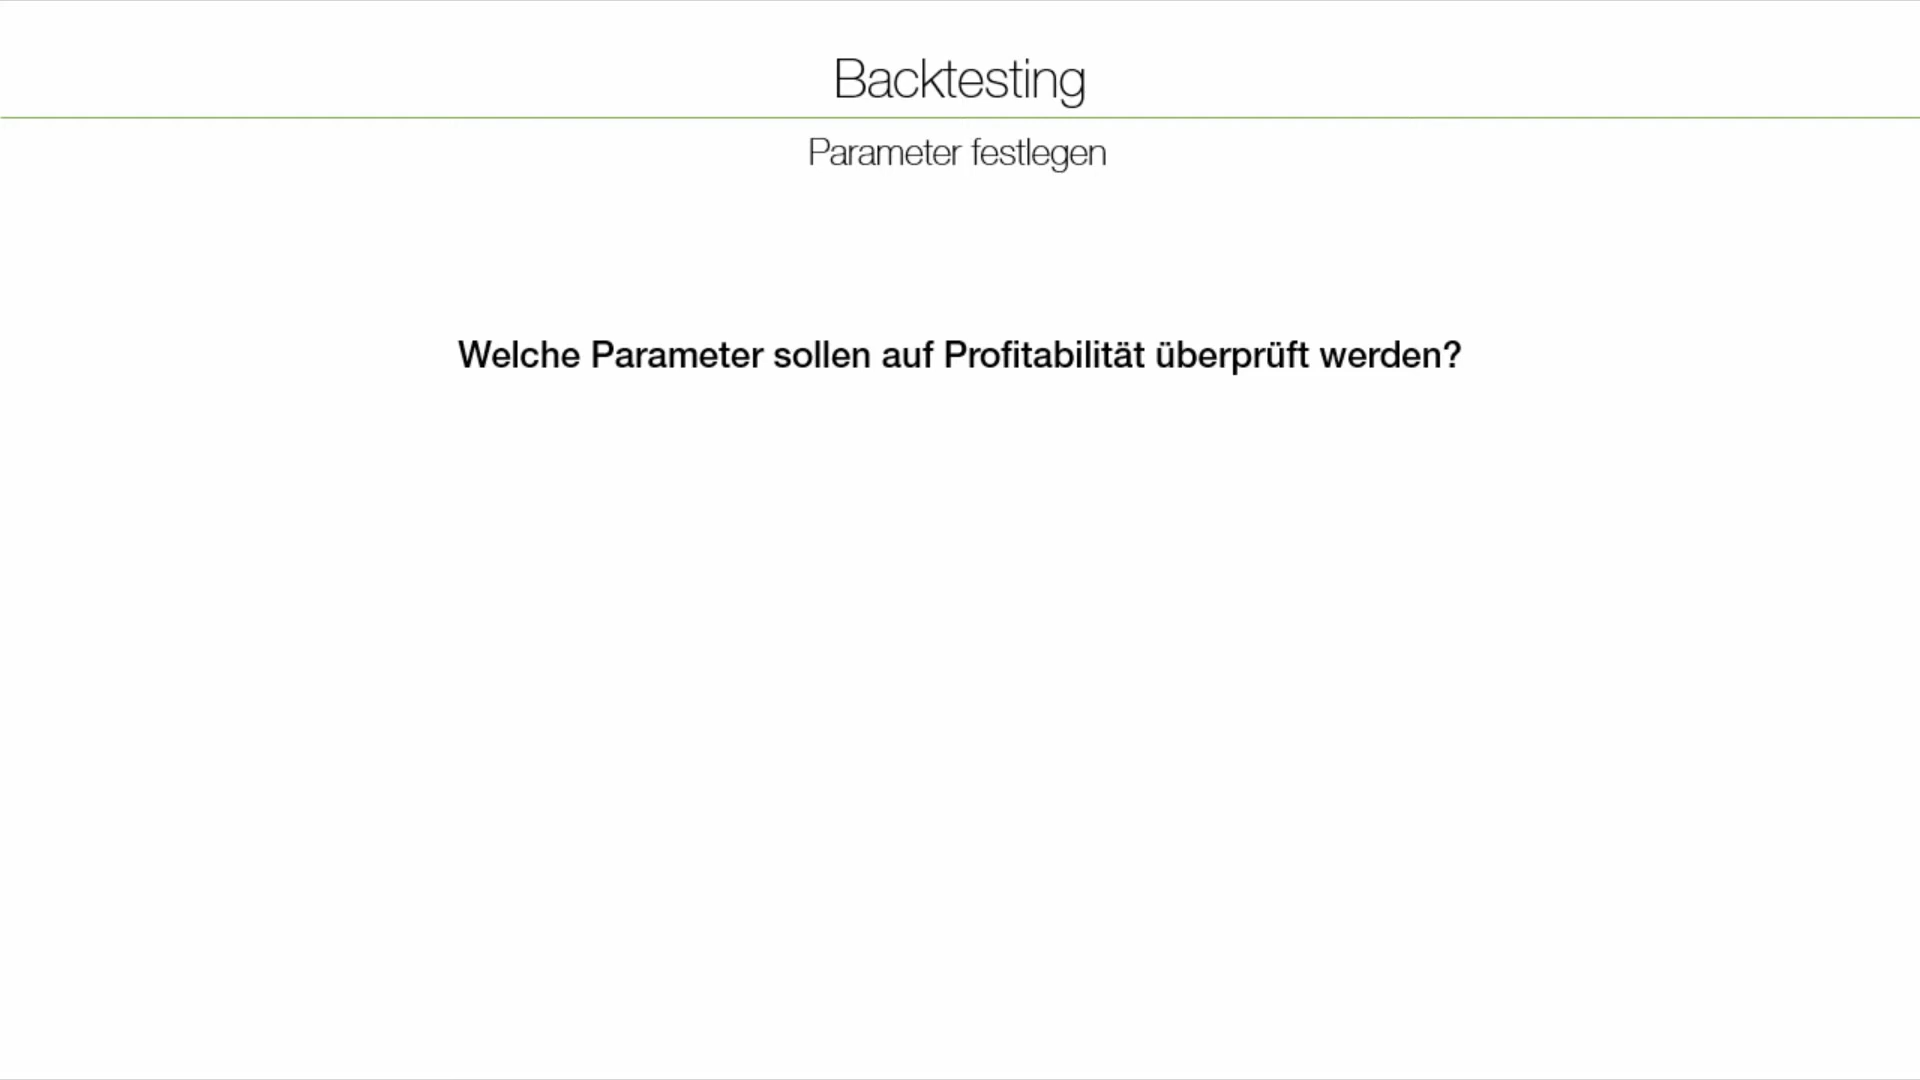 Backtesting
Parameter festlegen
Welche Parameter sollen auf Profitabilität überprüft werden?